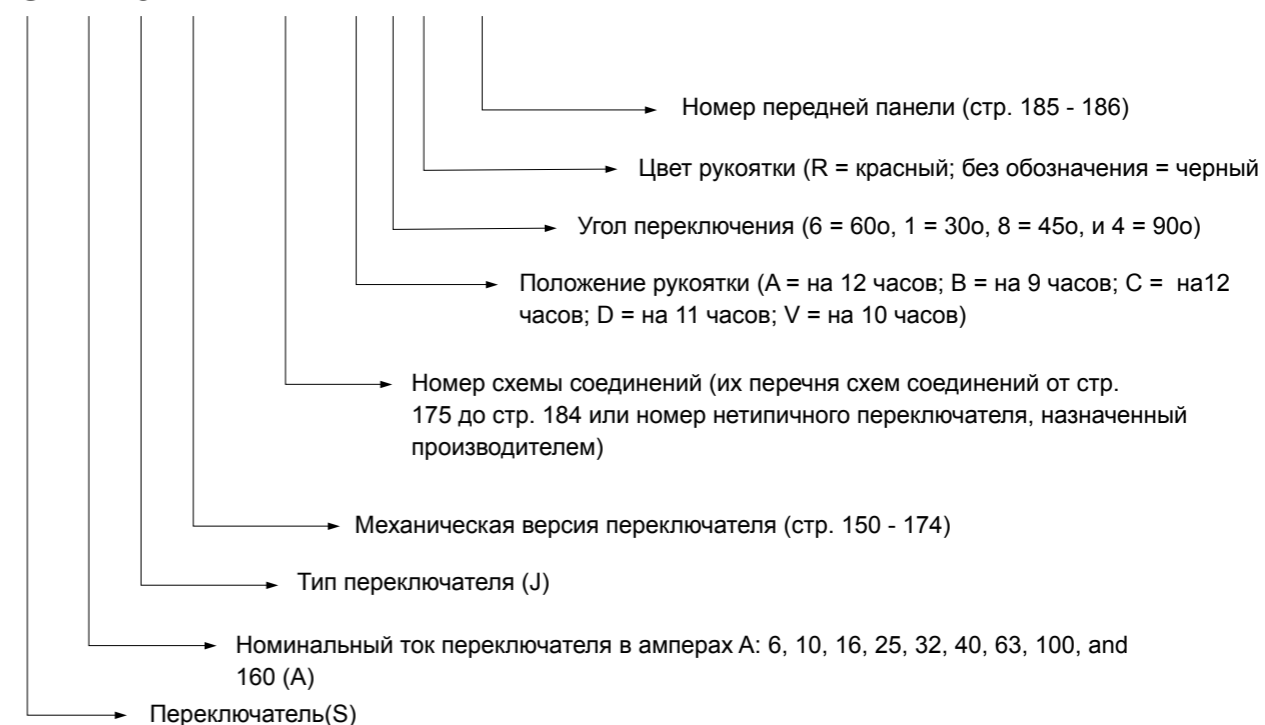 Номер передней панели (стр. 185 - 186)
Цвет рукоятки (R = красный; без обозначения = черный
Угол переключения (6 = 60о, 1 = 30о, 8 = 45о, и 4 = 90о)
Положение рукоятки (А = на 12 часов; В = на 9 часов; С = на12
часов; D = на 11 часов; V = на 10 часов)
Номер схемы соединений (их перечня схем соединений от стр.
175 до стр. 184 или номер нетипичного переключателя, назначенный
производителем)
Механическая версия переключателя (стр. 150 - 174)
Тип переключателя (J)
Номинальный ток переключателя в амперах А: 6, 10, 16, 25, 32, 40, 63, 100, and
160 (А)
Переключатель(S)